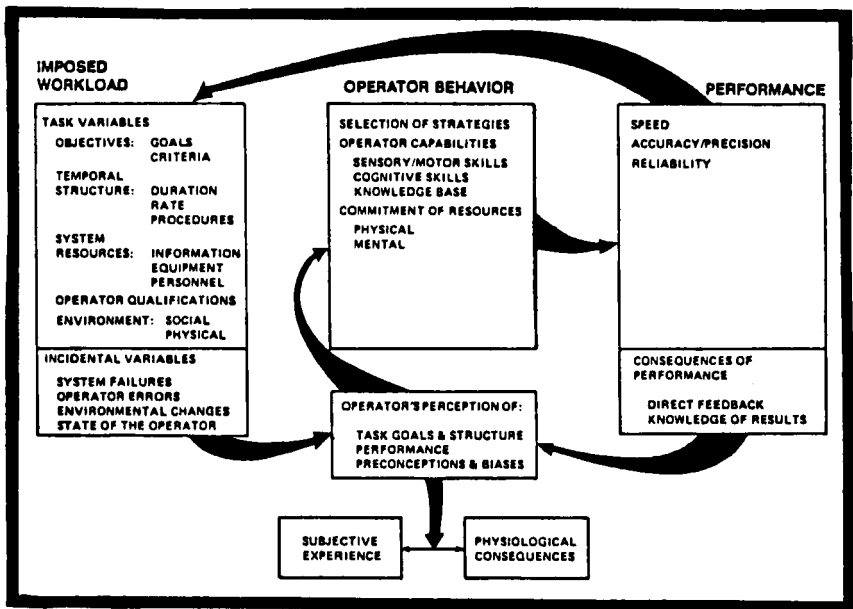 IMPOSED
WORKLOAD
TASK VARIABLES
OBJECTIVES: GOALS
CRITERIA
TEMPORAL
STRUCTURE: DURATION
RATE
PROCEDURES
SYSTEM
RESOURCES: INFORMATION
EQUIPMENT
PERSONNEL
OPERATOR QUALIFICATIONS
ENVIRONMENT: SOCIAL
PHYSICAL
INCIDENTAL VARIABLES
SYSTEM FAILURES
OPERATOR ERRORS
ENVIRONMENTAL CHANGES
STATE OF THE OPERATOR
OPERATOR BEHAVIOR
SELECTION OF STRATEGIES
OPERATOR CAPABILITIES
SENSORY/MOTOR SKILLS
COGNITIVE SKILLS
KNOWLEDGE BASE
COMMITMENT OF RESOURCES
PHYSICAL
MENTAL
PERFORMANCE
SPEED
ACCURACY/PRECISION
RELIABILITY
CONSEQUENCES OF
PERFORMANCE
DIRECT FEEDBACK
KNOWLEDGE OF RESULTS
OPERATOR'S PERCEPTION OF:
TASK GOALS & STRUCTURE
PERFORMANCE
PRECONCEPTIONS & BIASES
SUBJECTIVE
EXPERIENCE
PHYSIOLOGICAL
CONSEQUENCES